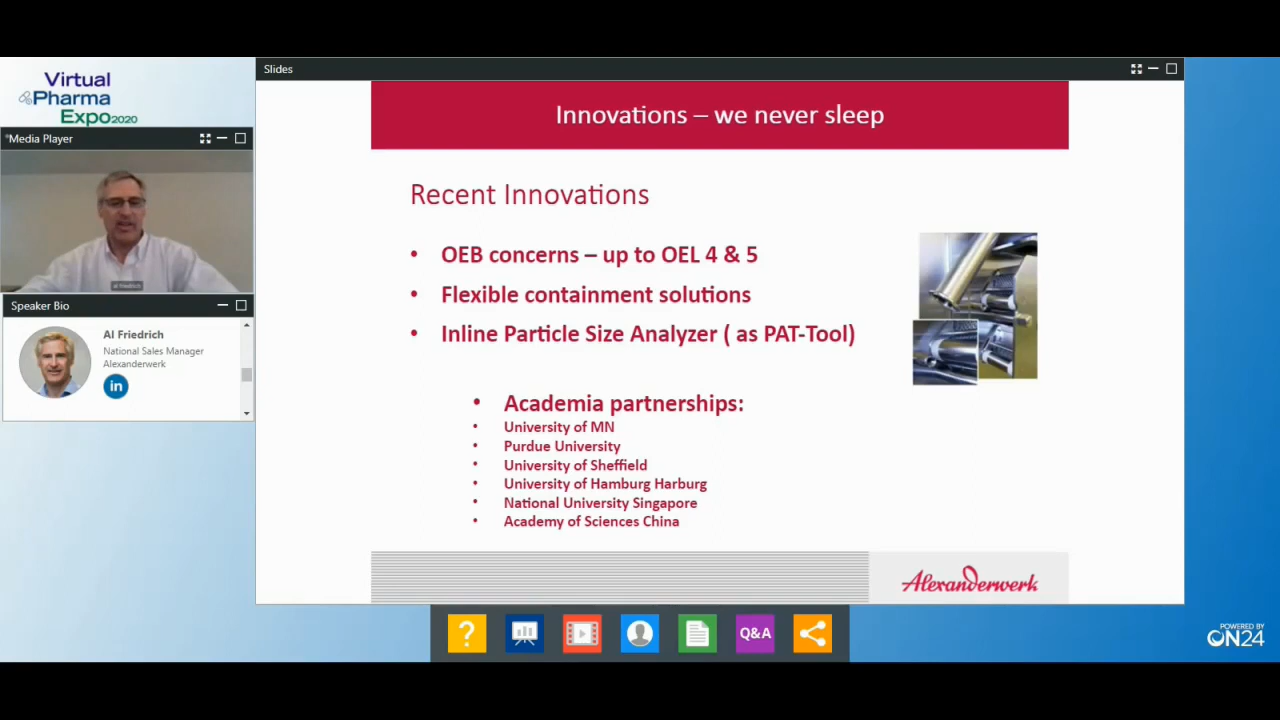 Virtual
Pharma
Expo2020
*Media Player
al friedrich
Speaker Bio
Al Friedrich
National Sales Manager
Alexanderwerk
in
Slides
Innovations – we never sleep
Recent Innovations
• OEB concerns – up to OEL 4 & 5
• Flexible containment solutions
• Inline Particle Size Analyzer ( as PAT-Tool)
• Academia partnerships:
• University of MN
• Purdue University
• University of Sheffield
• University of Hamburg Harburg
• National University Singapore
• Academy of Sciences China
Alexanderwerk
?
Q&A
POWERED BY
ON24